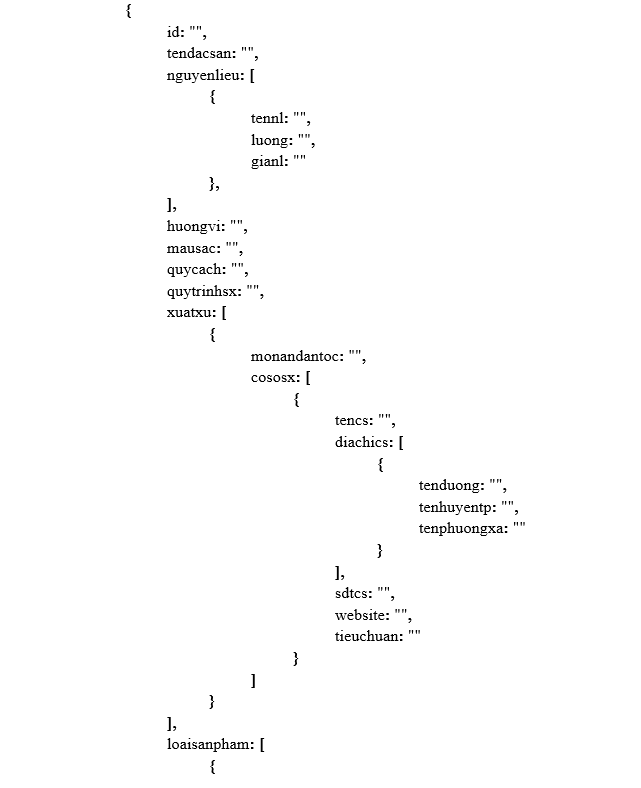 {
id: "",
tendacsan: "",
nguyenlieu: [
{
tennl: "",
luong: "",
gianl: ""
},
],
huongvi: "",
mausac: "",
quycach: "",
quytrinhsx: "",
xuatxu: [
{
monandantoc: "",
cososx: [
{
tencs: "",
diachics: [
{
tenduong: "",
tenhuyentp: "",
tenphuongxa: ""
}
],
sdtcs: "",
website: "",
tieuchuan: ""
}
]
}
],
loaisanpham: [
{